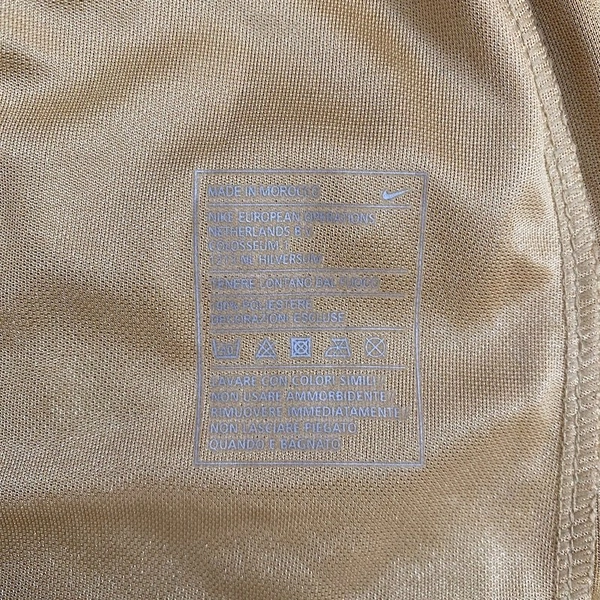 MADE IN MOROCCO
NIKE EUROPEAN OPERATIONS
NETHERLANDS B.V.
COLOSSEUM 1
1213 NL HILVERSUM
TENERE LONTANO DAL FUOCO
100% POLIESTERE
DECORAZIONI ESCLUSE
LAVARE CON COLORI SIMILI
NON USARE AMMORBIDENTE
RIMUOVERE IMMEDIATAMENTE
NON LASCIARE PIEGATO
QUANDO E BAGNATO